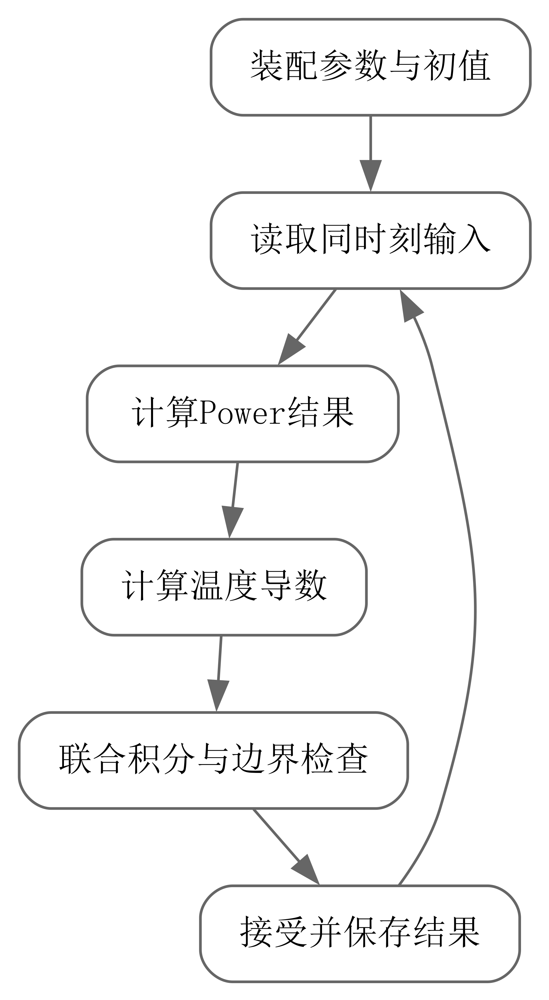 装配参数与初值
读取同时刻输入
计算Power结果
计算温度导数
联合积分与边界检查
接受并保存结果